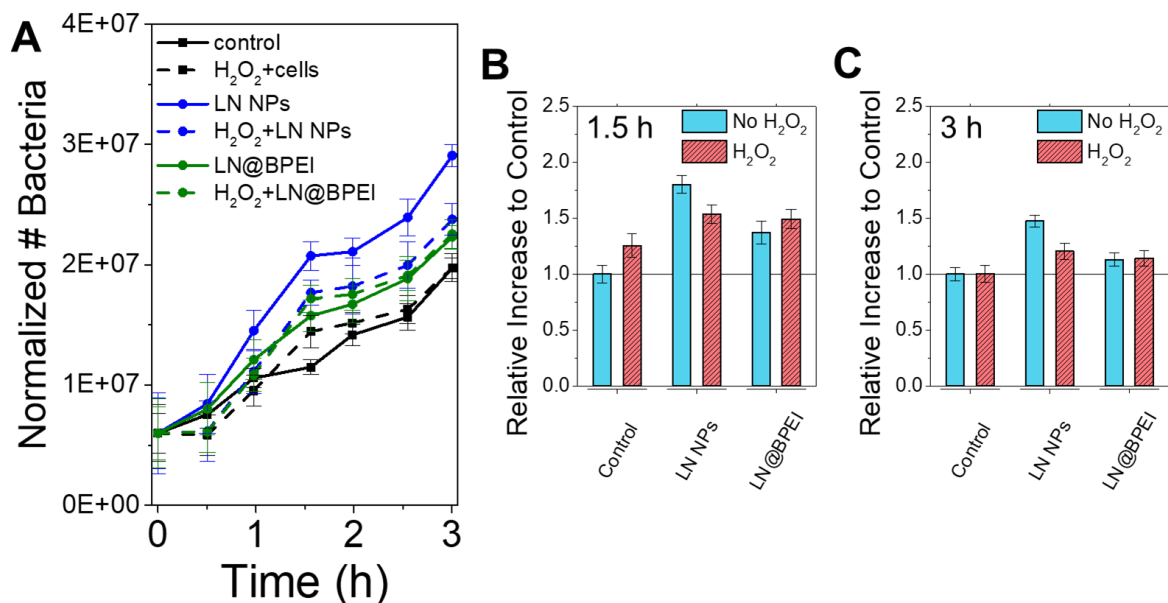 A
Normalized # Bacteria
4E+07
3E+07
2E+07
1E+07
0E+00
control
H₂O₂+cells
LN NPs
H₂O₂+LN NPs
LN@BPEI
H₂O₂+LN@BPEI
0
1
2
3
Time (h)
B
Relative Increase to Control
2.5
2.0
1.5
1.0
0.5
0.0
1.5 h
No H₂O₂
H₂O₂
Control
LN NPs
LN@BPEI
C
Relative Increase to Control
2.5
2.0
1.5
1.0
0.5
0.0
3 h
No H₂O₂
H₂O₂
Control
LN NPs
LN@BPEI